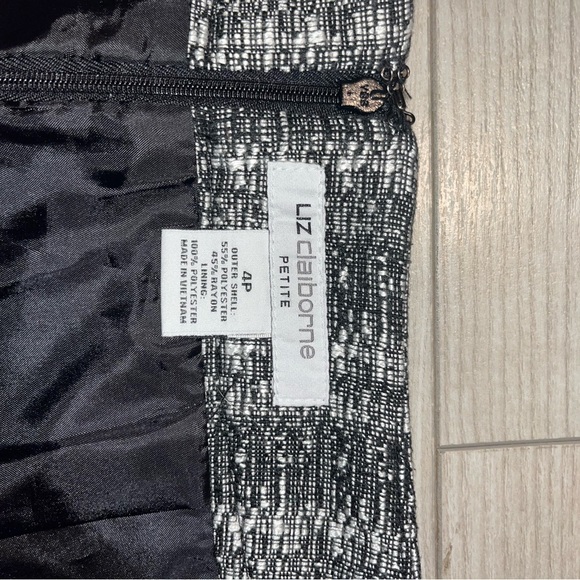 LIZ claiborne
PETITE
4P
OUTER SHELL:
55% POLYESTER
45% RAYON
LINING:
100% POLYESTER
MADE IN VIETNAM